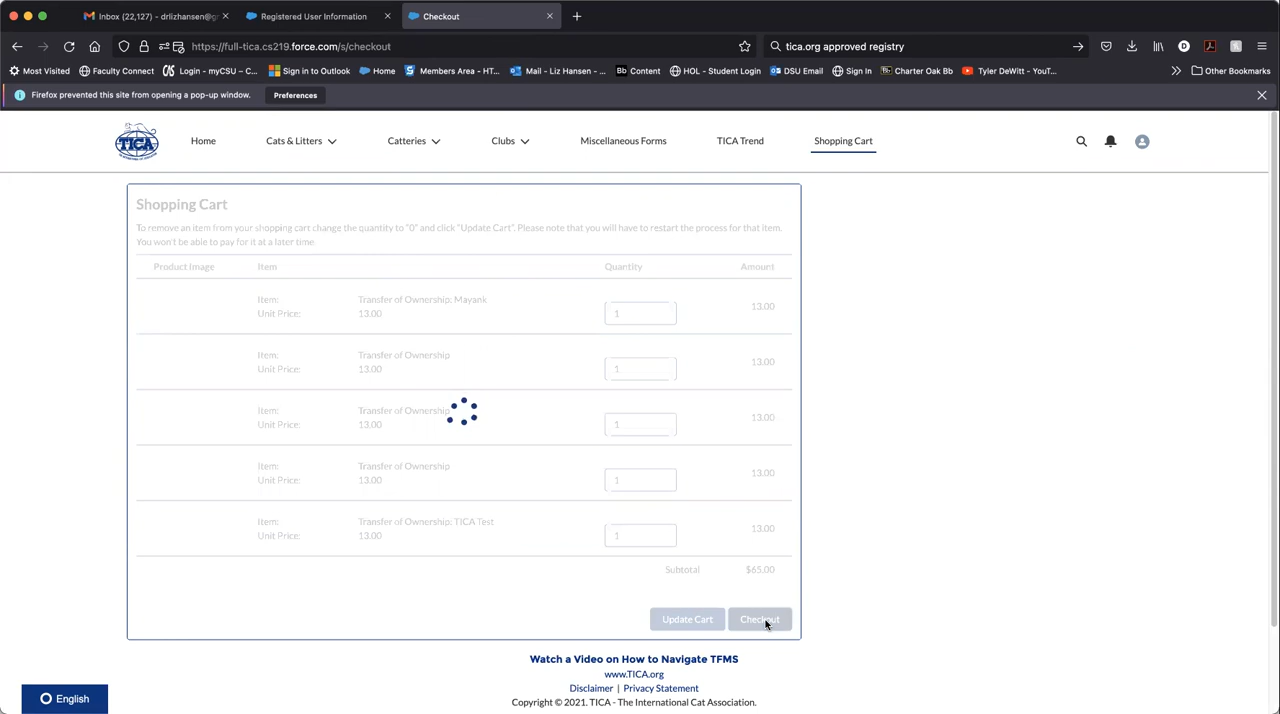 Inbox (22,127) - drlizhansen@gr
Registered User Information
Checkout
https://full-tica.cs219.force.com/s/checkout
tica.org approved registry
Most Visited
Faculty Connect
Login - myCSU – C...
Sign in to Outlook
Home
Members Area - HT...
Mail - Liz Hansen - ...
Bb Content
HOL - Student Login
DSU Email
Sign In
Charter Oak Bb
Tyler DeWitt - YouT...
Other Bookmarks
Firefox prevented this site from opening a pop-up window.
Preferences
TICA
Home
Cats & Litters
Catteries
Clubs
Miscellaneous Forms
TICA Trend
Shopping Cart
Shopping Cart
To remove an item from your shopping cart change the quantity to "0" and click "Update Cart". Please note that you will have to restart the process for that item.
You won't be able to pay for it at a later time
Product Image Item Quantity Amount
Item: Transfer of Ownership: Mayank
Unit Price: 13.00
1
13.00
Item: Transfer of Ownership
Unit Price: 13.00
1
13.00
Item: Transfer of Ownership
Unit Price: 13.00
1
13.00
Item: Transfer of Ownership
Unit Price: 13.00
1
13.00
Item: Transfer of Ownership: TICA Test
Unit Price: 13.00
1
13.00
Subtotal $65.00
Update Cart
Checkout
Watch a Video on How to Navigate TFMS
www.TICA.org
Disclaimer | Privacy Statement
Copyright © 2021. TICA - The International Cat Association.
English